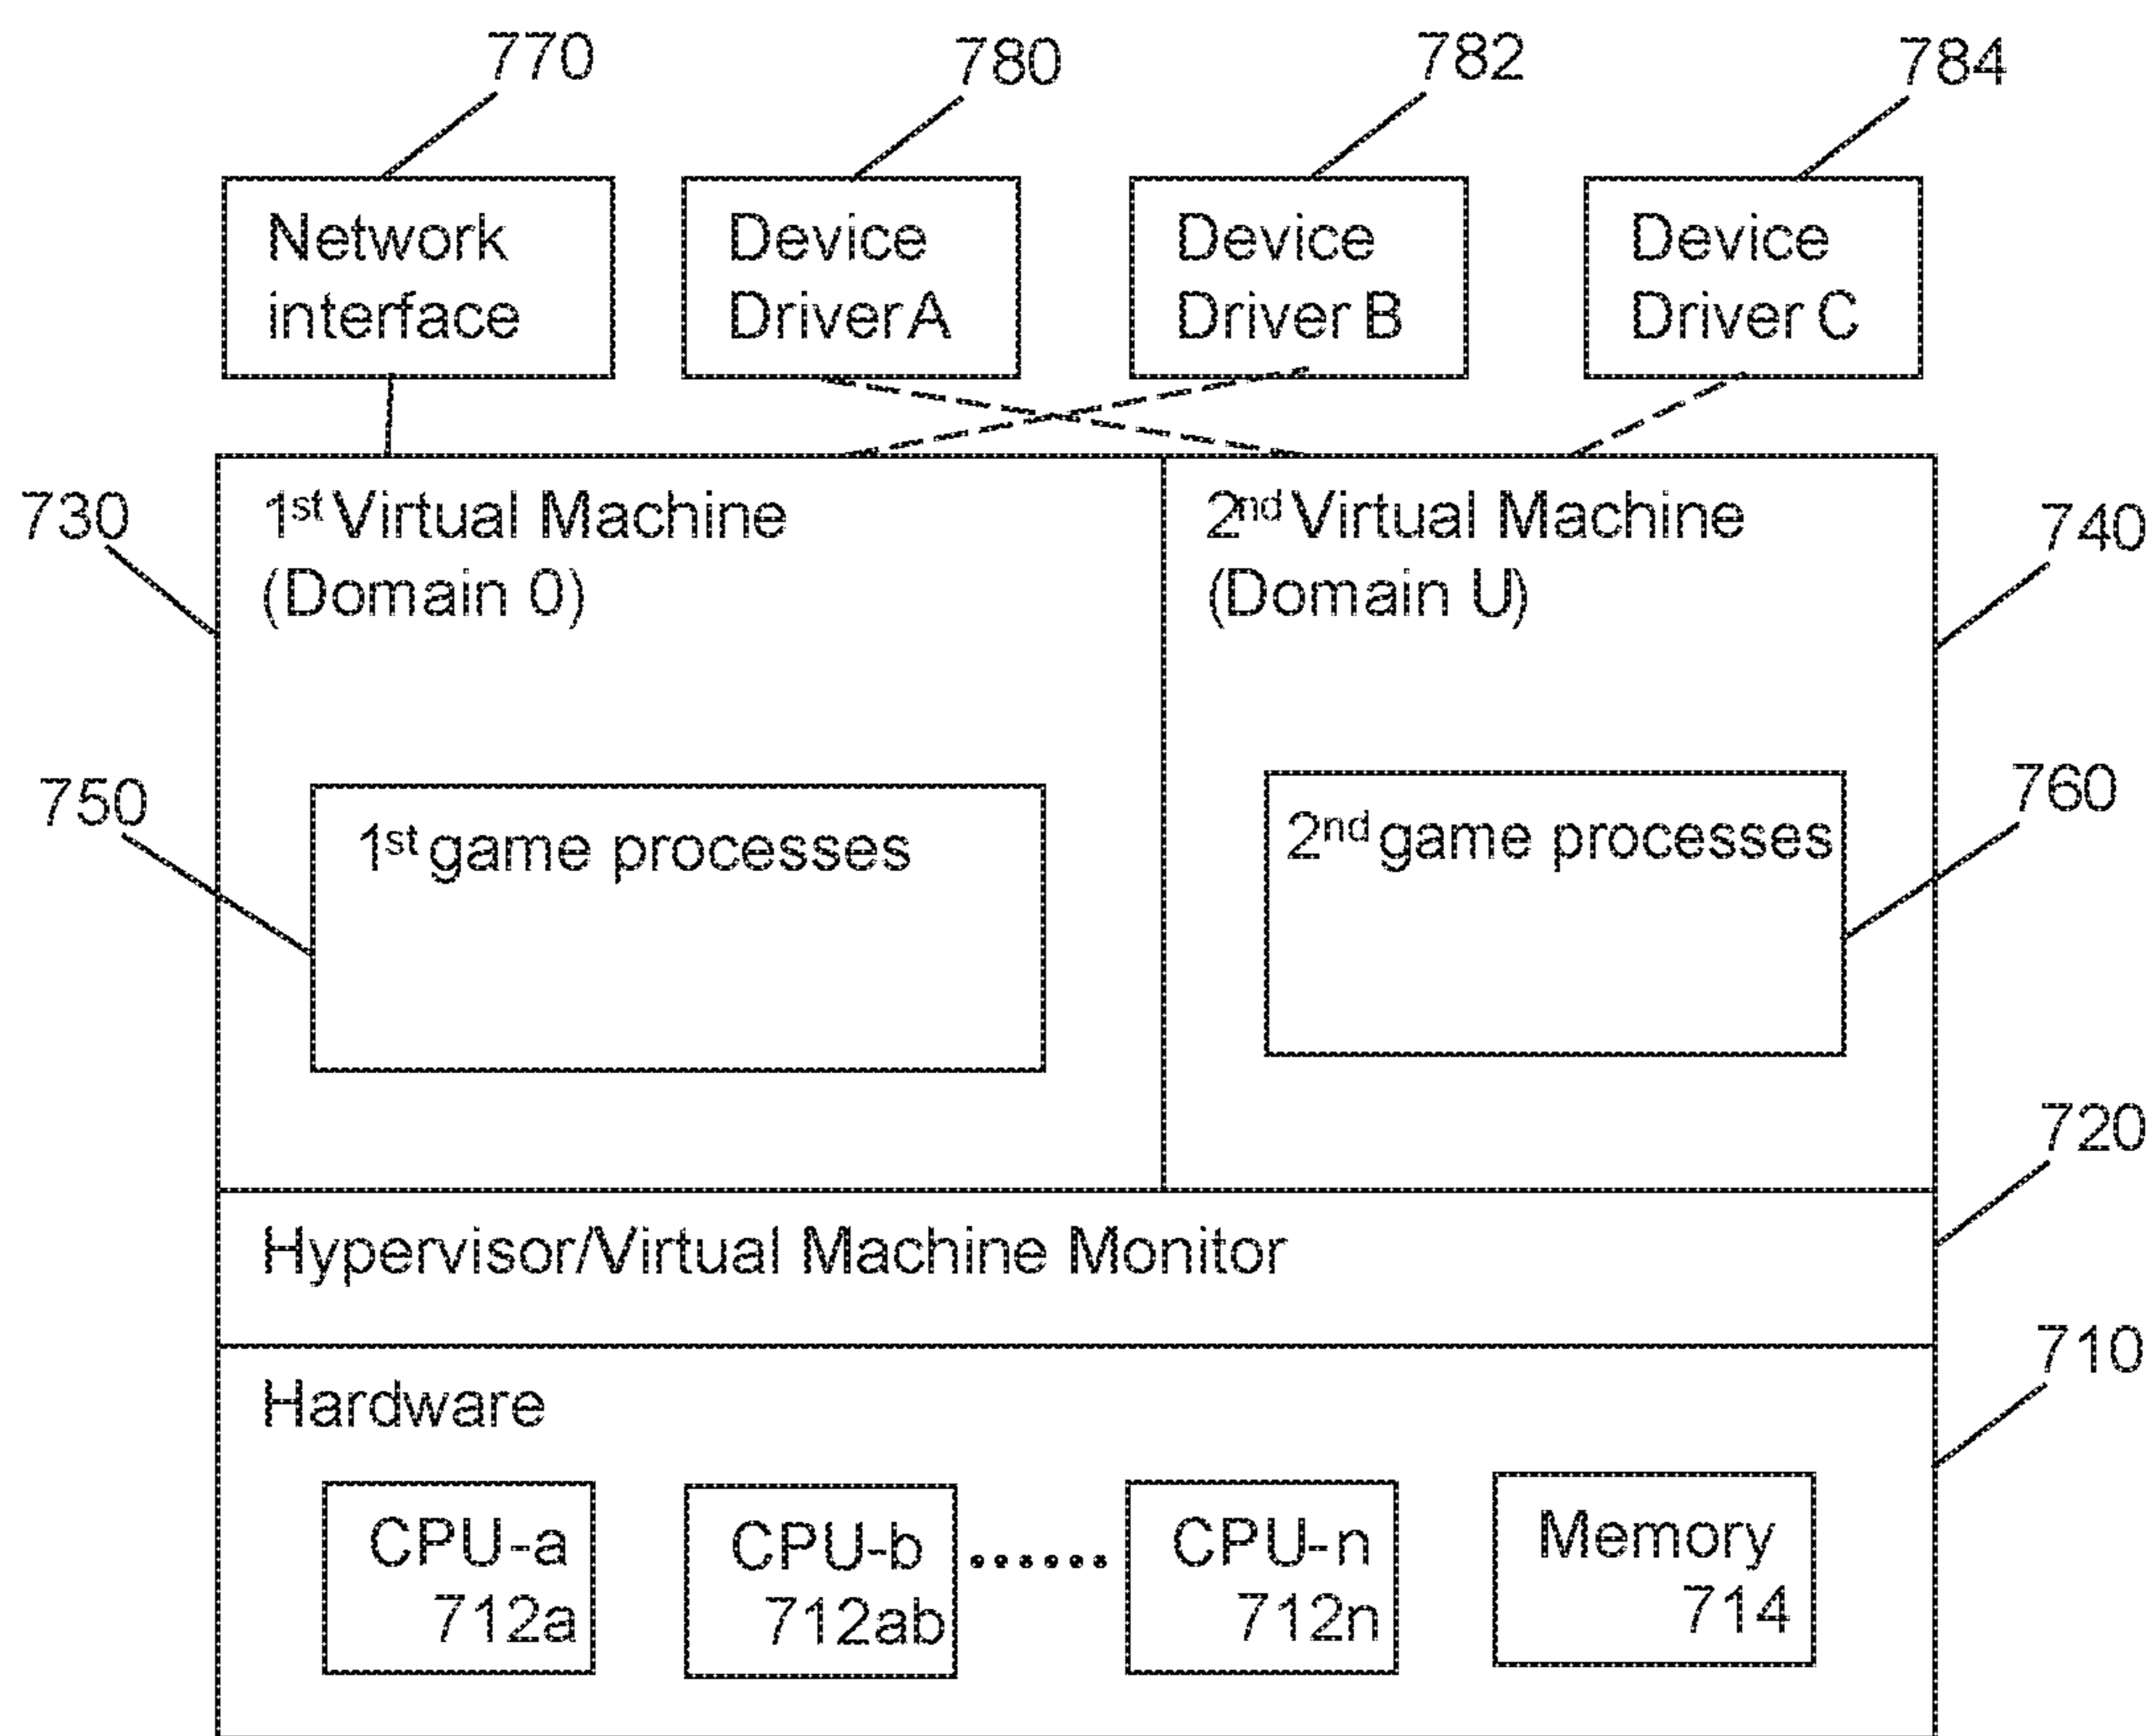 770
780
782
784
Network
interface
Device
Driver A
Device
Driver B
Device
Driver C
730
1st Virtual Machine
(Domain 0)
2nd Virtual Machine
(Domain U)
740
750
1st game processes
2nd game processes
760
720
Hypervisor/Virtual Machine Monitor
710
Hardware
CPU-a
712a
CPU-b
712ab
......
CPU-n
712n
Memory
714